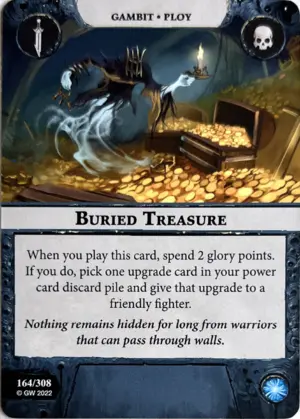 GAMBIT • PLOY
BURIED TREASURE
When you play this card, spend 2 glory points.
If you do, pick one upgrade card in your power
card discard pile and give that upgrade to a
friendly fighter.
Nothing remains hidden for long from warriors
that can pass through walls.
164/308
© GW 2022